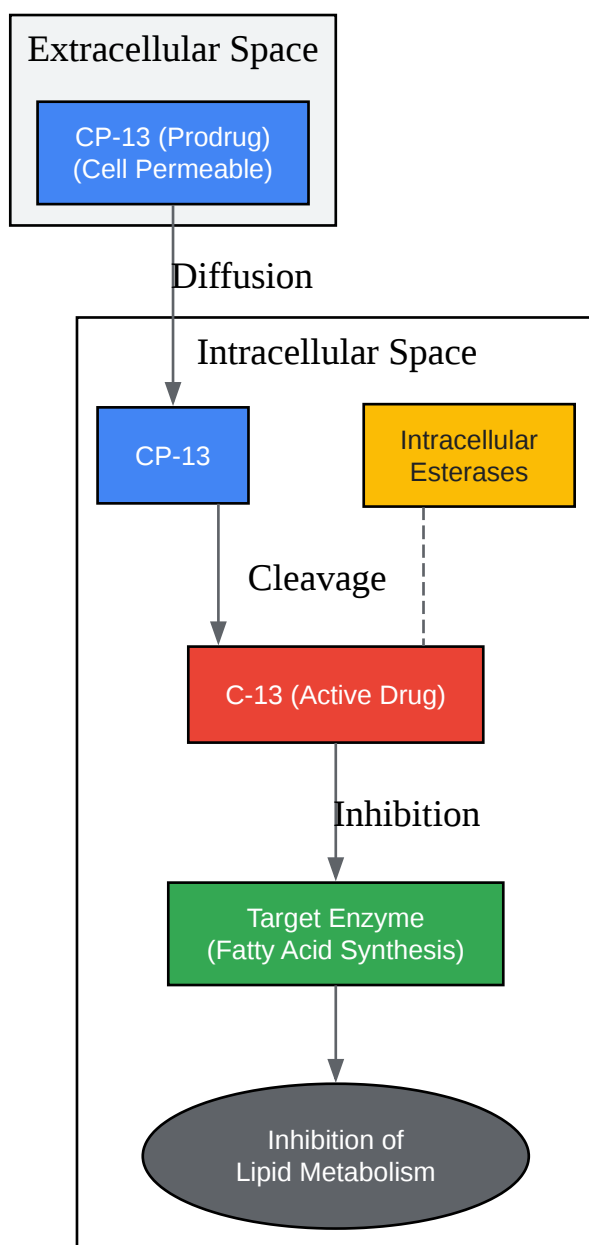 Extracellular Space
CP-13 (Prodrug)
(Cell Permeable)
Diffusion
Intracellular Space
CP-13
Intracellular
Esterases
Cleavage
C-13 (Active Drug)
Inhibition
Target Enzyme
(Fatty Acid Synthesis)
Inhibition of
Lipid Metabolism